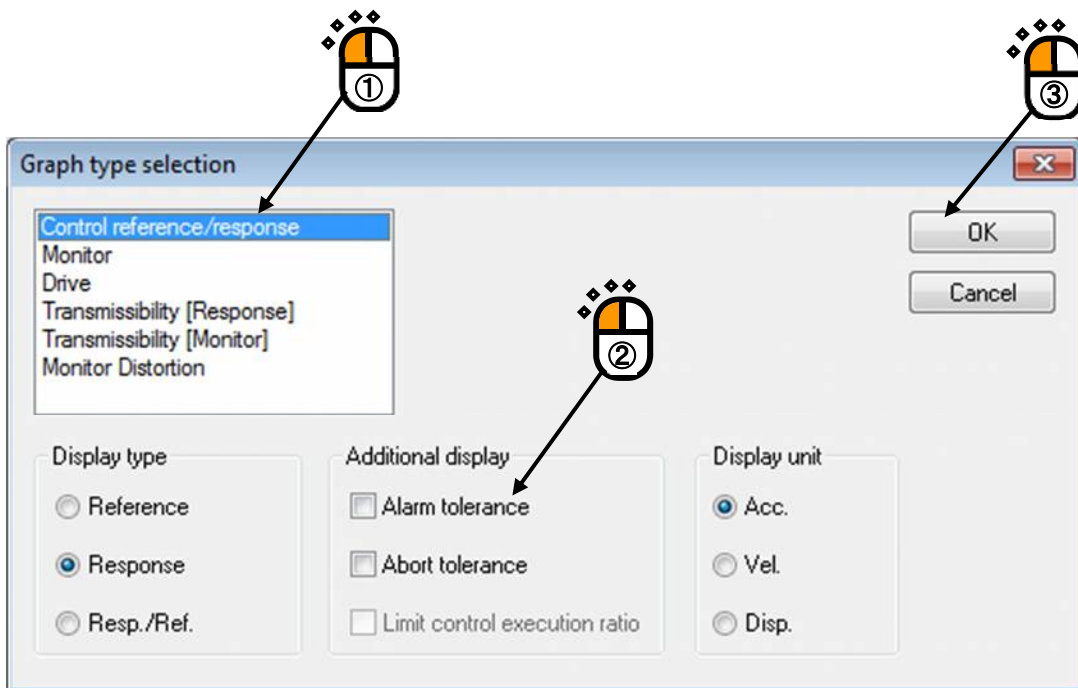 ①
③
Graph type selection
Control reference/response
Monitor
Drive
Transmissibility [Response]
Transmissibility [Monitor]
Monitor Distortion
OK
Cancel
②
Display type
Reference
Response
Resp./Ref.
Additional display
Alarm tolerance
Abort tolerance
Limit control execution ratio
Display unit
Acc.
Vel.
Disp.